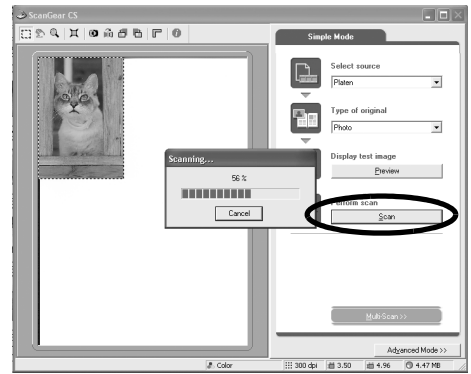 ScanGear CS
Simple Mode
Select source
Platen
Type of original
Photo
Display test image
Preview
Scanning...
56 %
Cancel
Perform scan
Scan
Multi-Scan >>
Advanced Mode >>
Color
300 dpi
3.50
4.96
4.47 MB